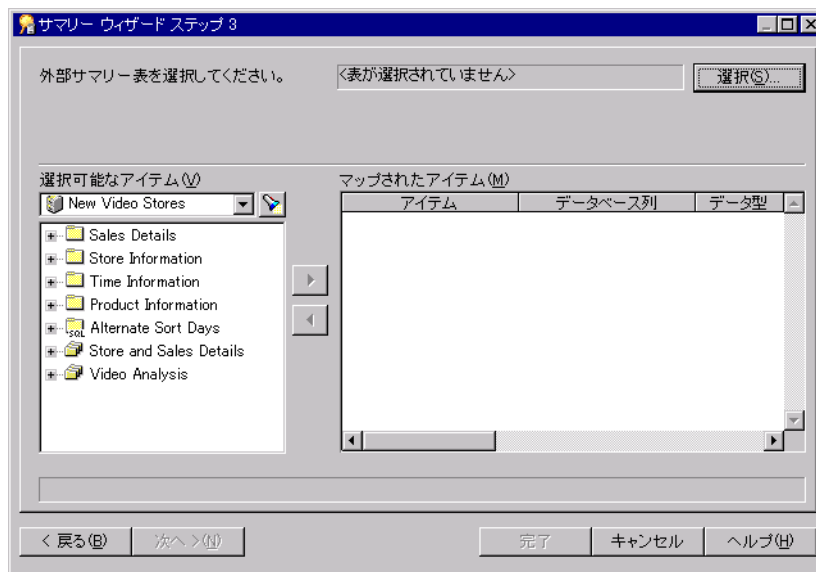 サマリー ウィザード ステップ 3
外部サマリー表を選択してください。 <表が選択されていません> 選択(S)...
選択可能なアイテム(V) マップされたアイテム(M)
New Video Stores アイテム データベース列 データ型
Sales Details
Store Information
Time Information
Product Information
SQL Alternate Sort Days
Store and Sales Details
Video Analysis
< 戻る(B) 次へ >(N) 完了 キャンセル ヘルプ(H)